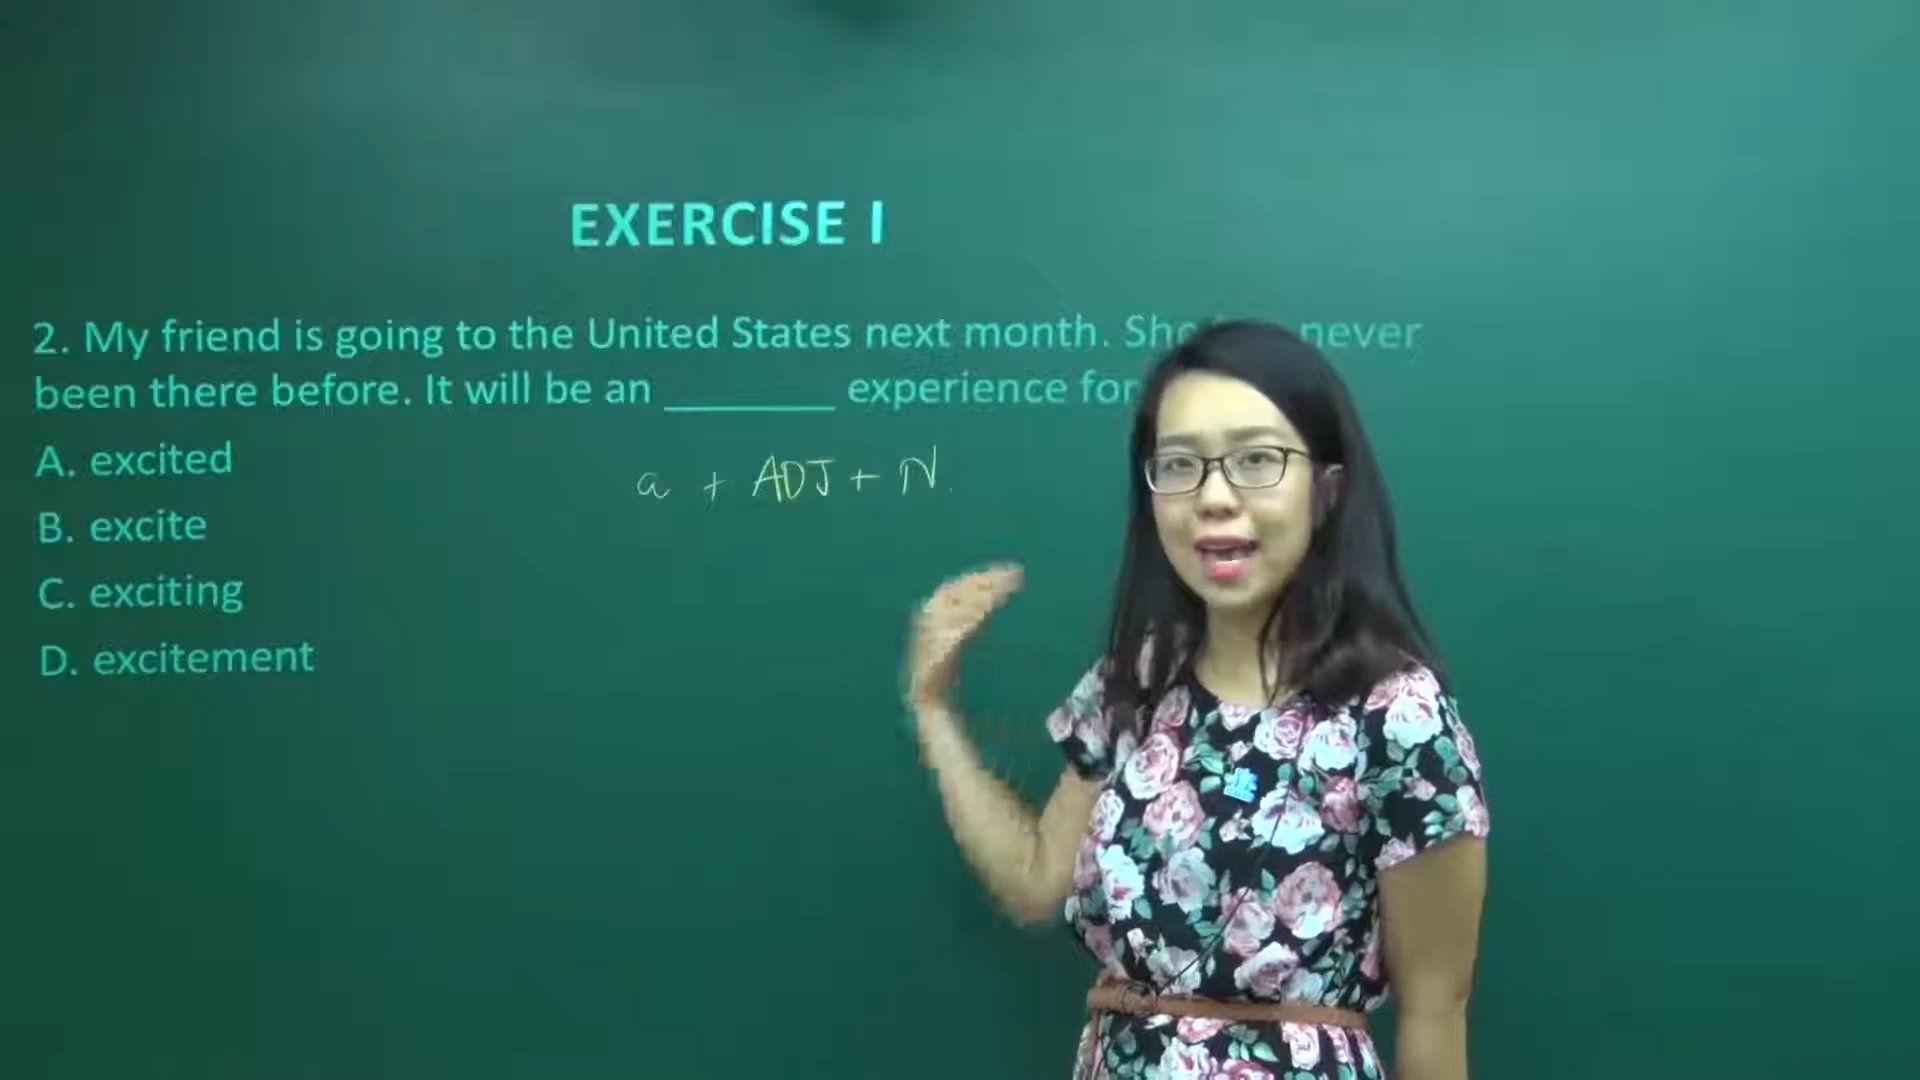 EXERCISE I
2. My friend is going to the United States next month. She never
been there before. It will be an ________ experience for
A. excited
a + ADJ + N.
B. excite
C. exciting
D. excitement